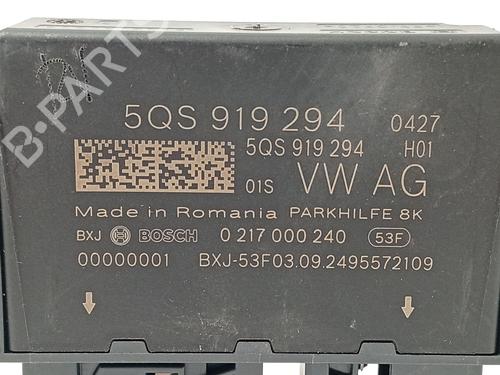 B-PARTS
5QS 919 294 0427
5QS 919 294 H01
01S VW AG
Made in Romania PARKHILFE 8K
BXJ BOSCH 0 217 000 240 53F
00000001 BXJ-53F03.09.2495572109